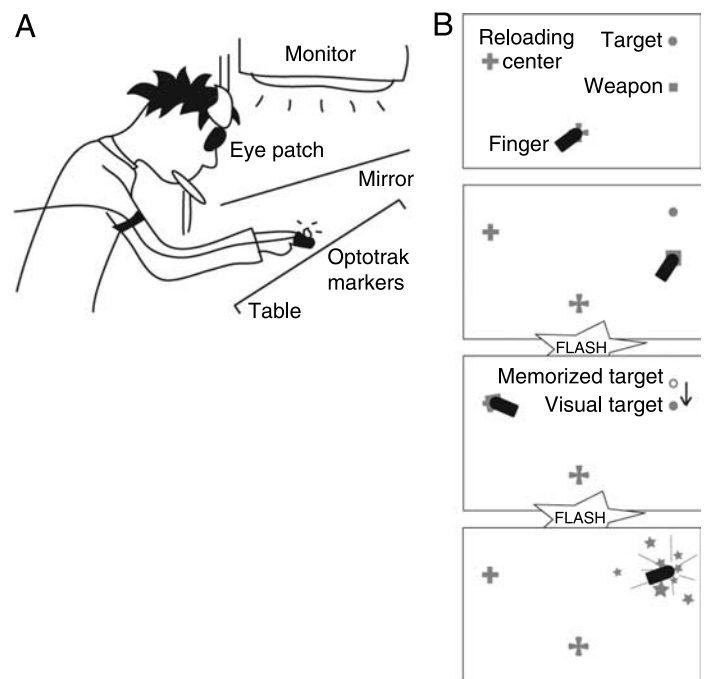 A
Monitor
Eye patch
Mirror
Optotrak
markers
Table
B
Reloading
center
Target
Weapon
Finger
FLASH
Memorized target
Visual target
FLASH